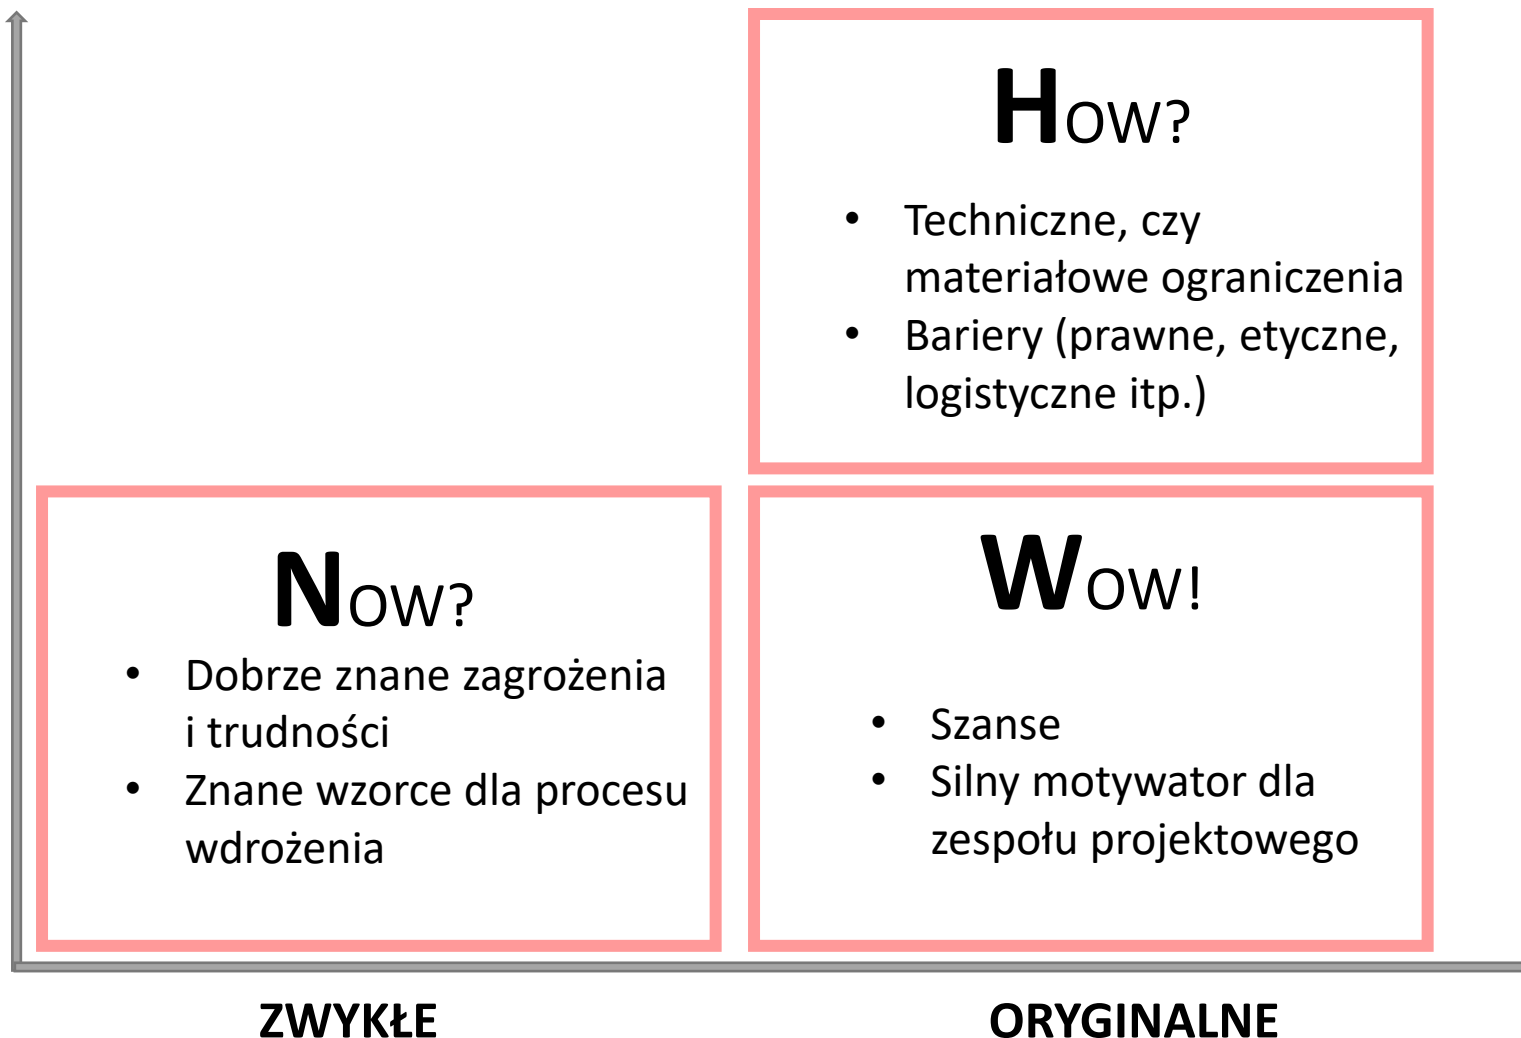 How?
• Techniczne, czy
materiałowe ograniczenia
• Bariery (prawne, etyczne,
logistyczne itp.)
Now?
• Dobrze znane zagrożenia
i trudności
• Znane wzorce dla procesu
wdrożenia
Wow!
• Szanse
• Silny motywator dla
zespołu projektowego
ZWYKŁE
ORYGINALNE